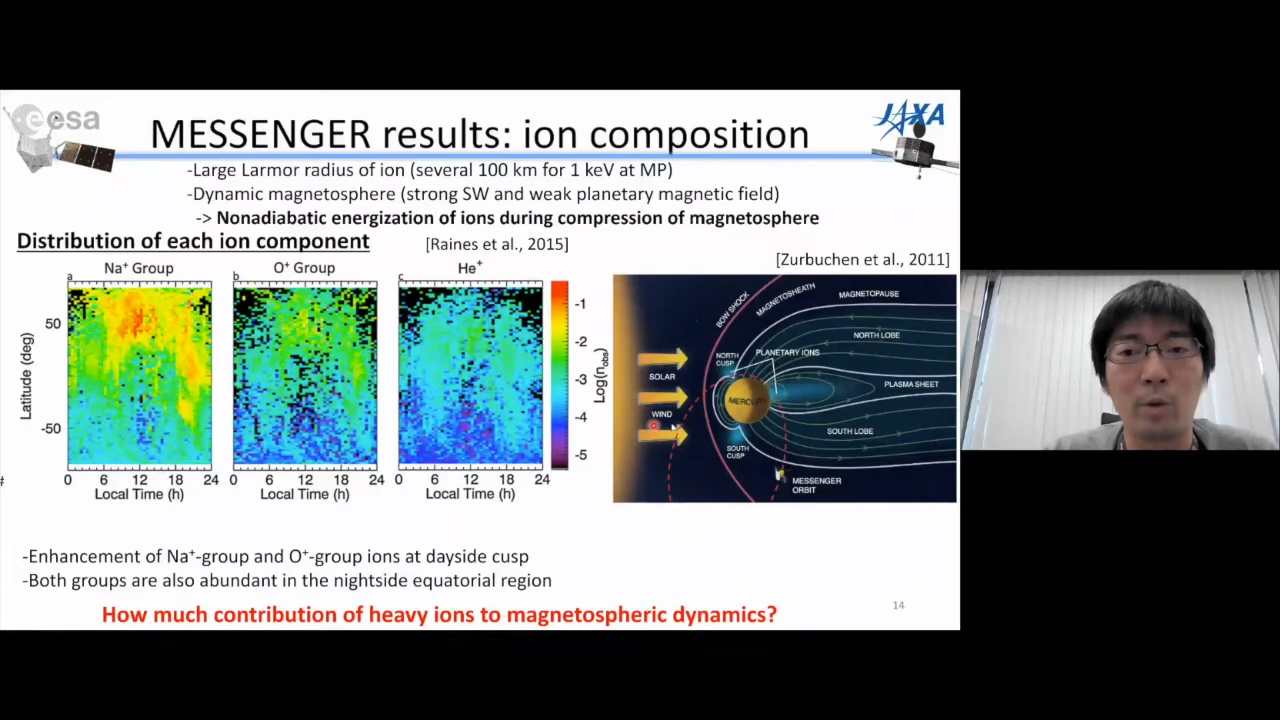 esa
JAXA
MESSENGER results: ion composition
-Large Larmor radius of ion (several 100 km for 1 keV at MP)
-Dynamic magnetosphere (strong SW and weak planetary magnetic field)
-> Nonadiabatic energization of ions during compression of magnetosphere
Distribution of each ion component
[Raines et al., 2015]
[Zurbuchen et al., 2011]
Na⁺ Group
O⁺ Group
He⁺
a
b
c
50
-50
Latitude (deg)
0 6 12 18 24
0 6 12 18 24
0 6 12 18 24
Local Time (h)
Local Time (h)
Local Time (h)
-1
-2
-3
-4
-5
Log(n_obs)
BOW SHOCK
MAGNETOSHEATH
MAGNETOPAUSE
NORTH LOBE
NORTH CUSP
PLANETARY IONS
SOLAR
WIND
MERCURY
PLASMA SHEET
SOUTH LOBE
SOUTH
CUSP
MESSENGER
ORBIT
-Enhancement of Na⁺-group and O⁺-group ions at dayside cusp
-Both groups are also abundant in the nightside equatorial region
How much contribution of heavy ions to magnetospheric dynamics?
14